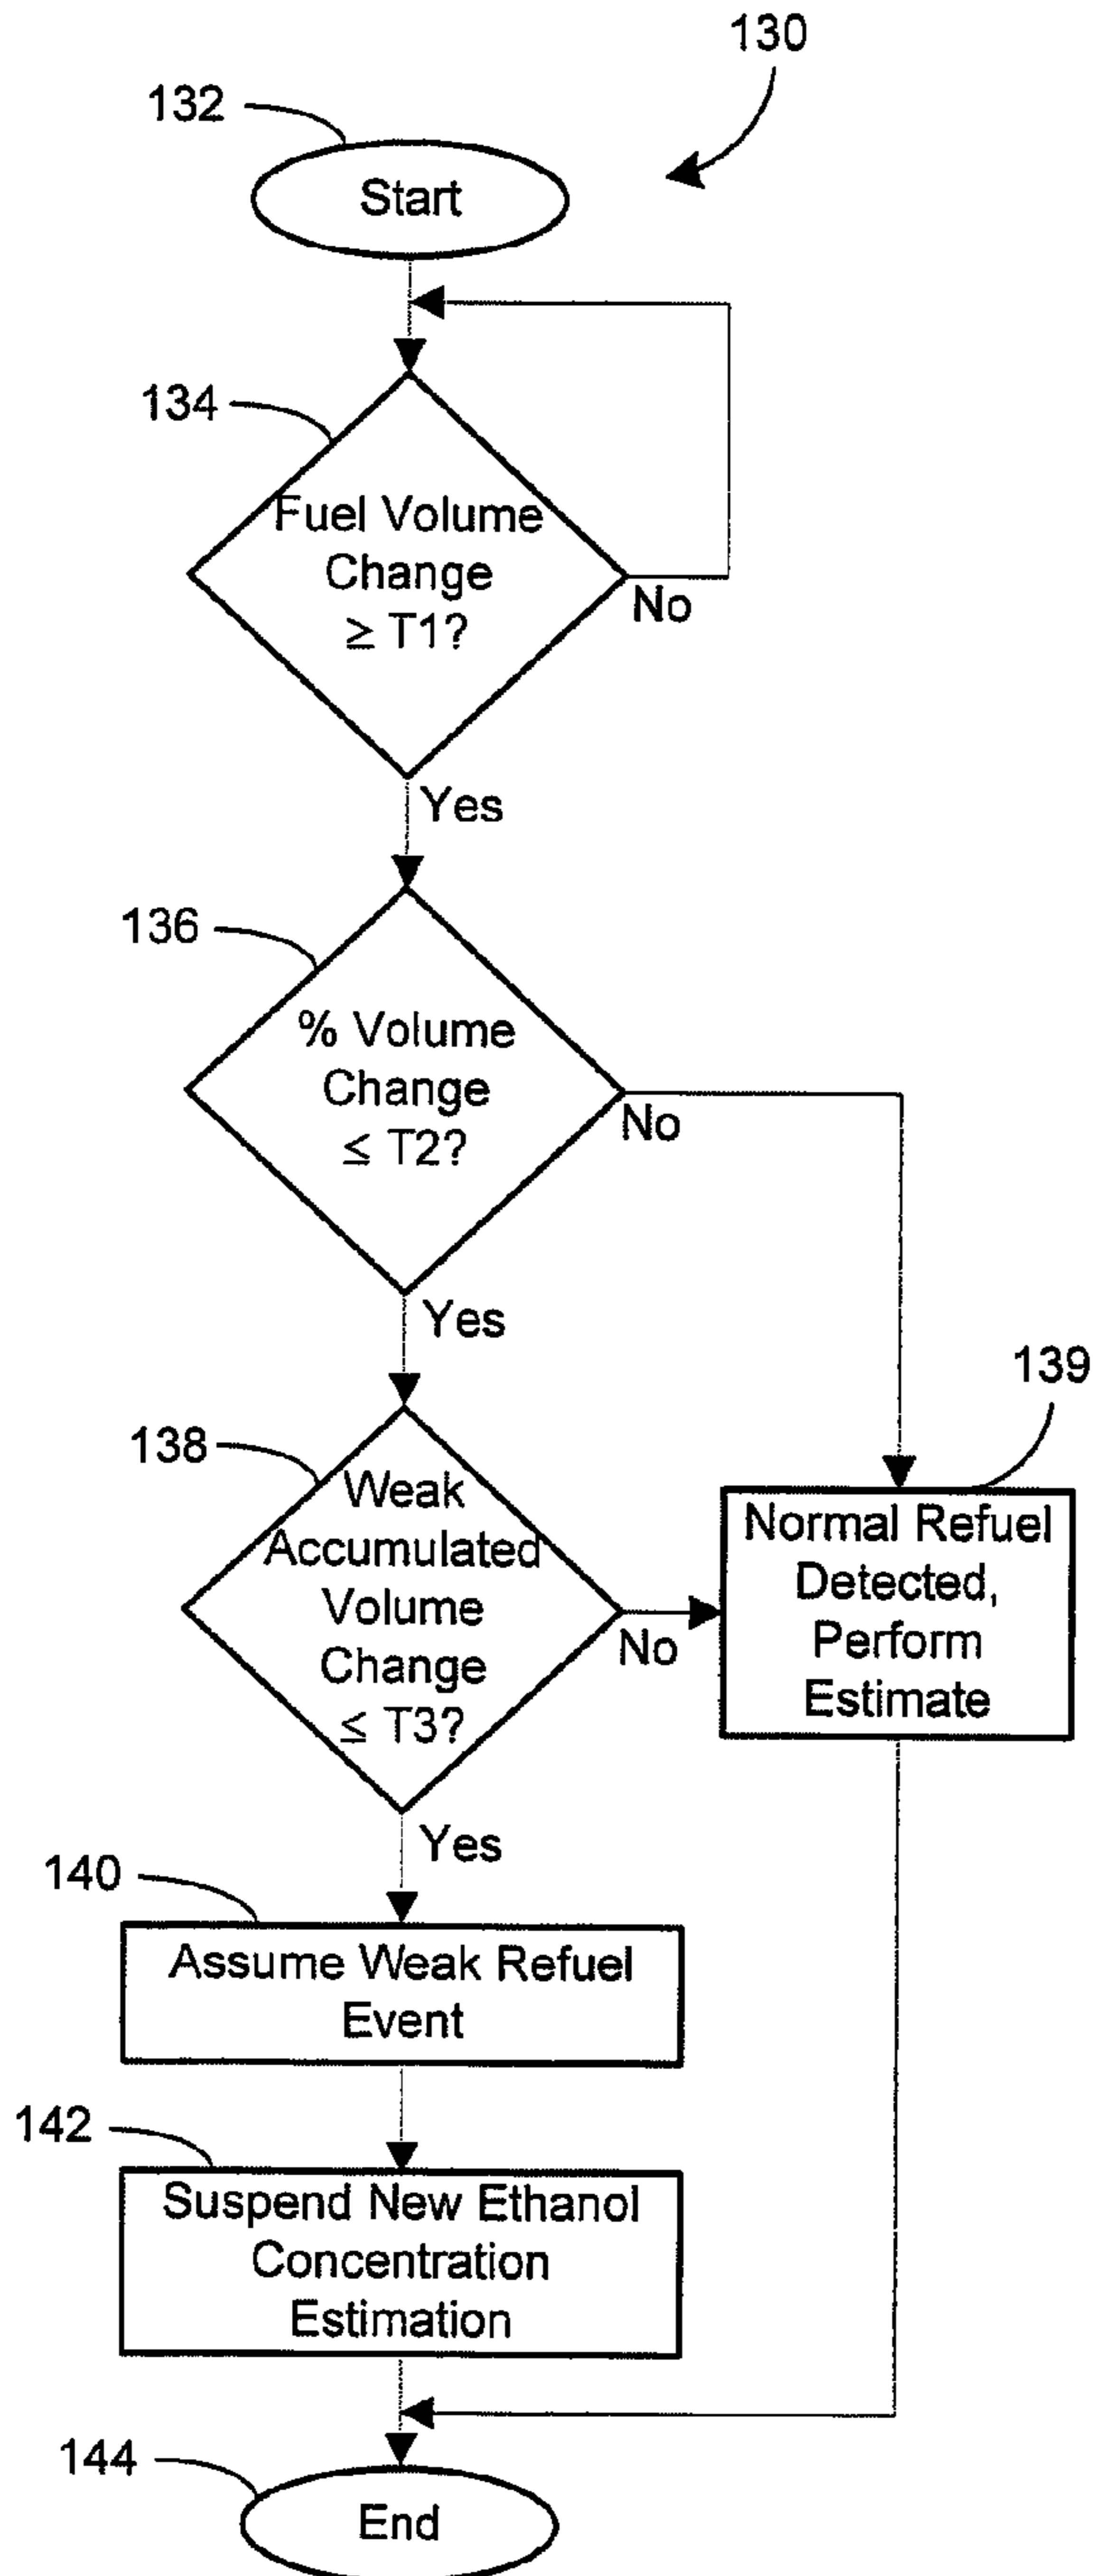 130
132
Start
134
Fuel Volume
Change
≥ T1?
No
Yes
136
% Volume
Change
≤ T2?
No
Yes
138
Weak
Accumulated
Volume
Change
≤ T3?
No
Yes
139
Normal Refuel
Detected,
Perform
Estimate
140
Assume Weak Refuel
Event
142
Suspend New Ethanol
Concentration
Estimation
144
End